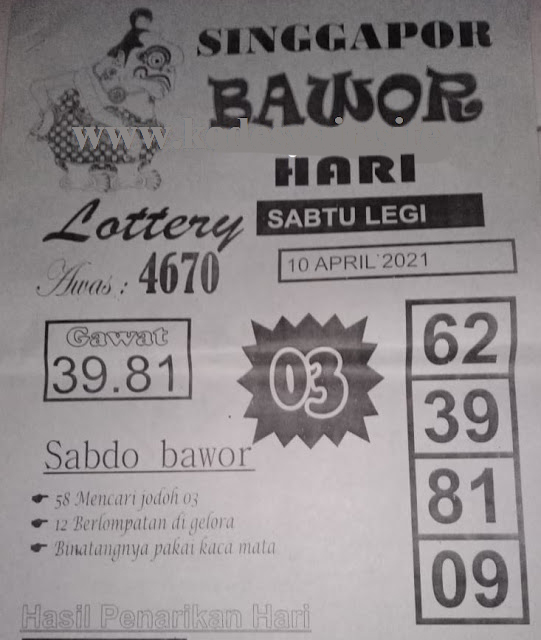 SINGGAPOR
BAWOR
HARI
Lottery
SABTU LEGI
Awas : 4670
10 APRIL 2021
Gawat
39.81
03
62
39
81
09
Sabdo bawor
58 Mencari jodoh 03
12 Berlompatan di gelora
Binatangnya pakai kaca mata
Hasil Penarikan Hari